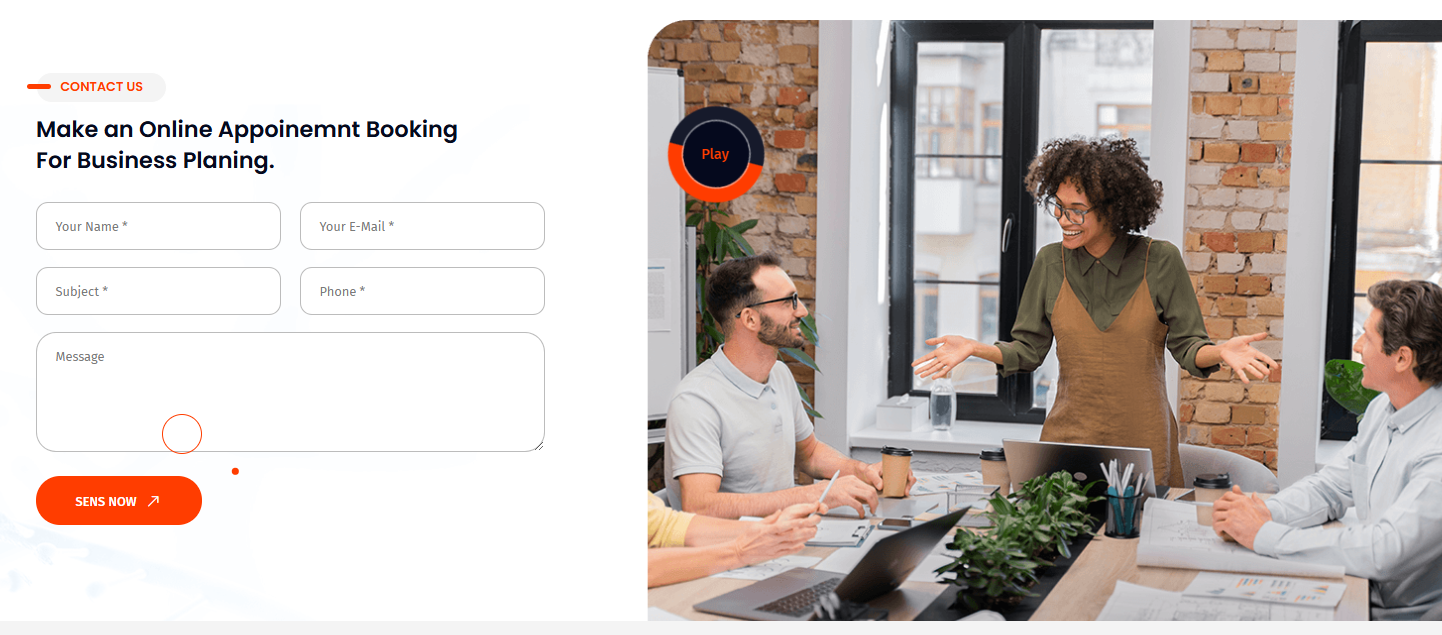 CONTACT US
Make an Online Appoinemnt Booking
For Business Planing.
Your Name *
Your E-Mail *
Subject *
Phone *
Message
SENS NOW
Play